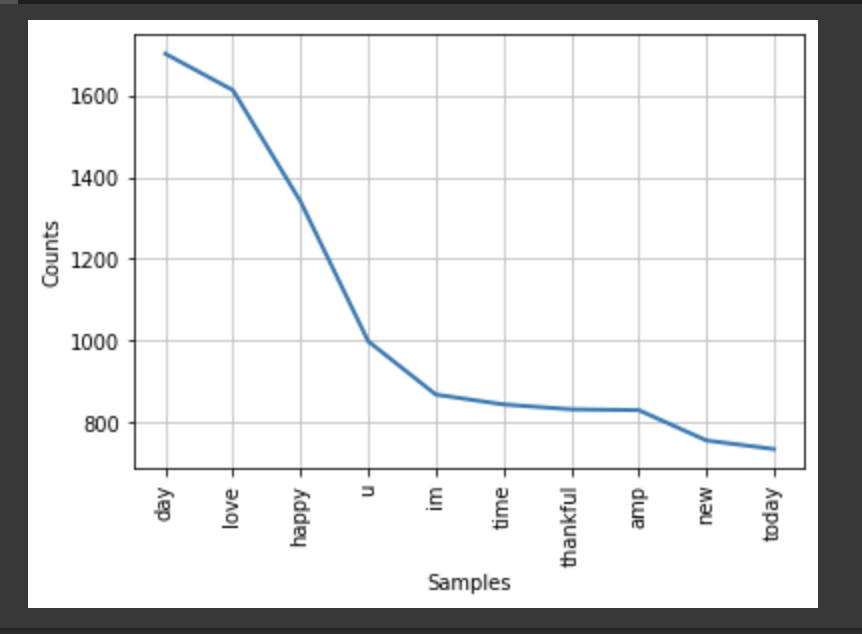 1600
1400
1200
1000
800
Counts
day
love
happy
u
im
time
thankful
amp
new
today
Samples